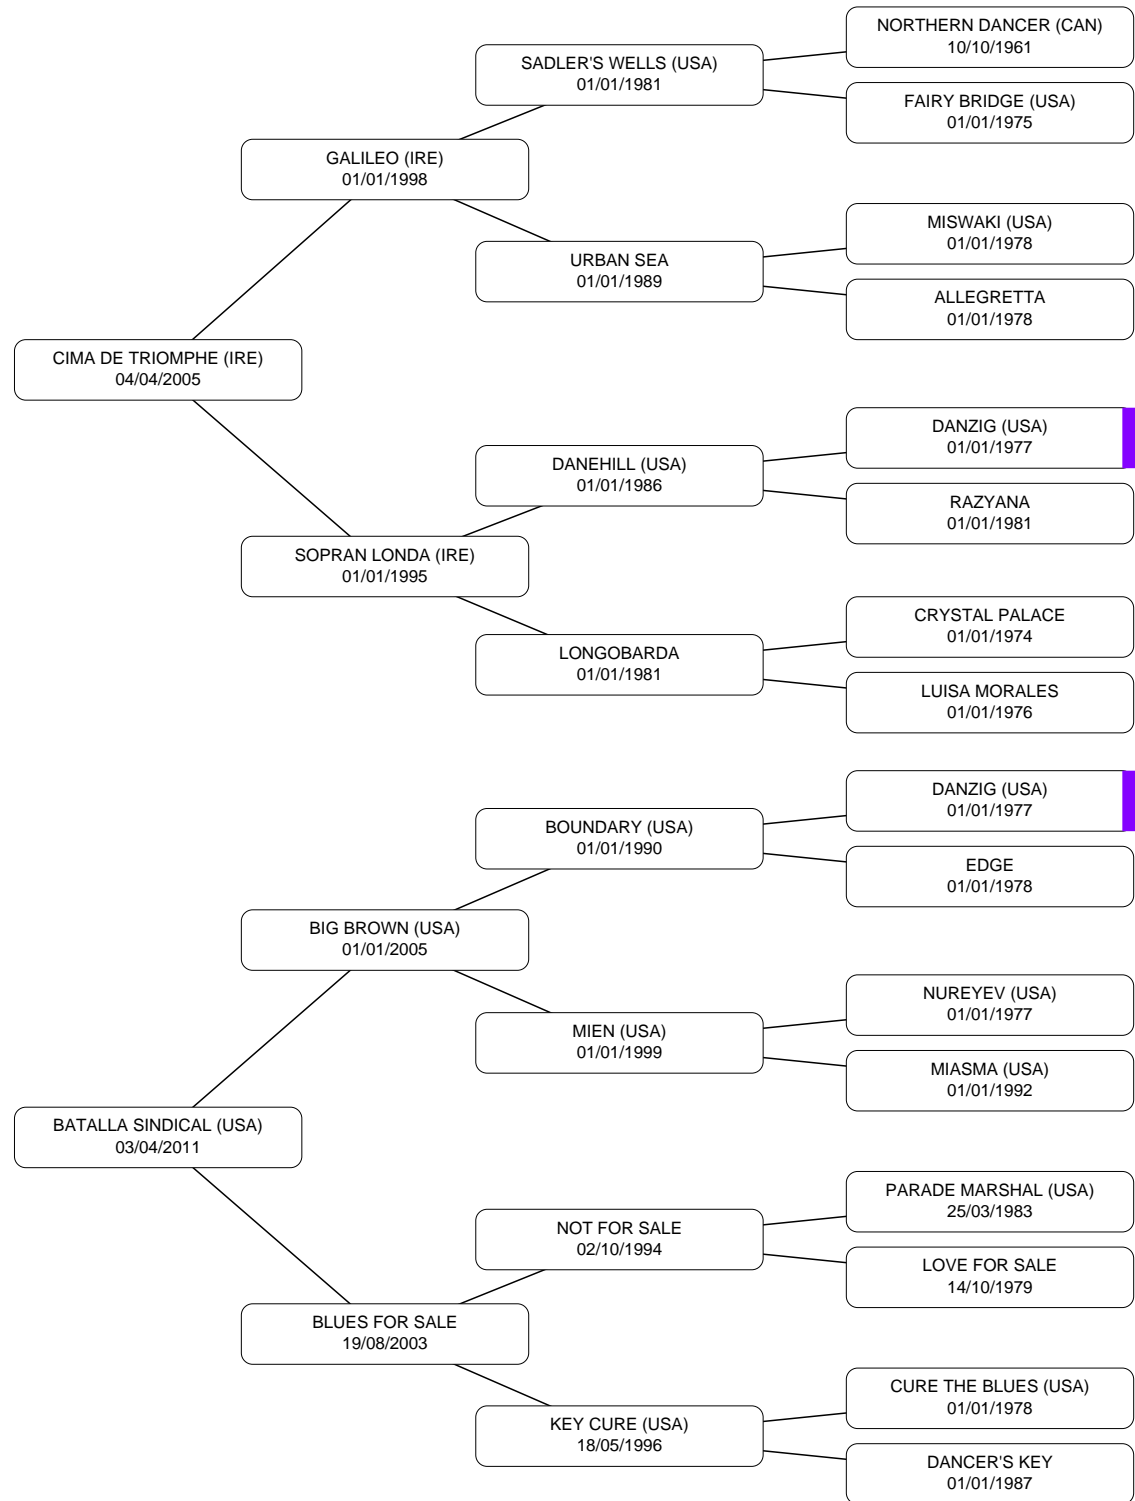 NORTHERN DANCER (CAN)
10/10/1961
SADLER'S WELLS (USA)
01/01/1981
FAIRY BRIDGE (USA)
01/01/1975
GALILEO (IRE)
01/01/1998
MISWAKI (USA)
01/01/1978
URBAN SEA
01/01/1989
ALLEGRETTA
01/01/1978
CIMA DE TRIOMPHE (IRE)
04/04/2005
DANZIG (USA)
01/01/1977
DANEHILL (USA)
01/01/1986
RAZYANA
01/01/1981
SOPRAN LONDA (IRE)
01/01/1995
CRYSTAL PALACE
01/01/1974
LONGOBARDA
01/01/1981
LUISA MORALES
01/01/1976
DANZIG (USA)
01/01/1977
BOUNDARY (USA)
01/01/1990
EDGE
01/01/1978
BIG BROWN (USA)
01/01/2005
NUREYEV (USA)
01/01/1977
MIEN (USA)
01/01/1999
MIASMA (USA)
01/01/1992
BATALLA SINDICAL (USA)
03/04/2011
PARADE MARSHAL (USA)
25/03/1983
NOT FOR SALE
02/10/1994
LOVE FOR SALE
14/10/1979
BLUES FOR SALE
19/08/2003
CURE THE BLUES (USA)
01/01/1978
KEY CURE (USA)
18/05/1996
DANCER'S KEY
01/01/1987